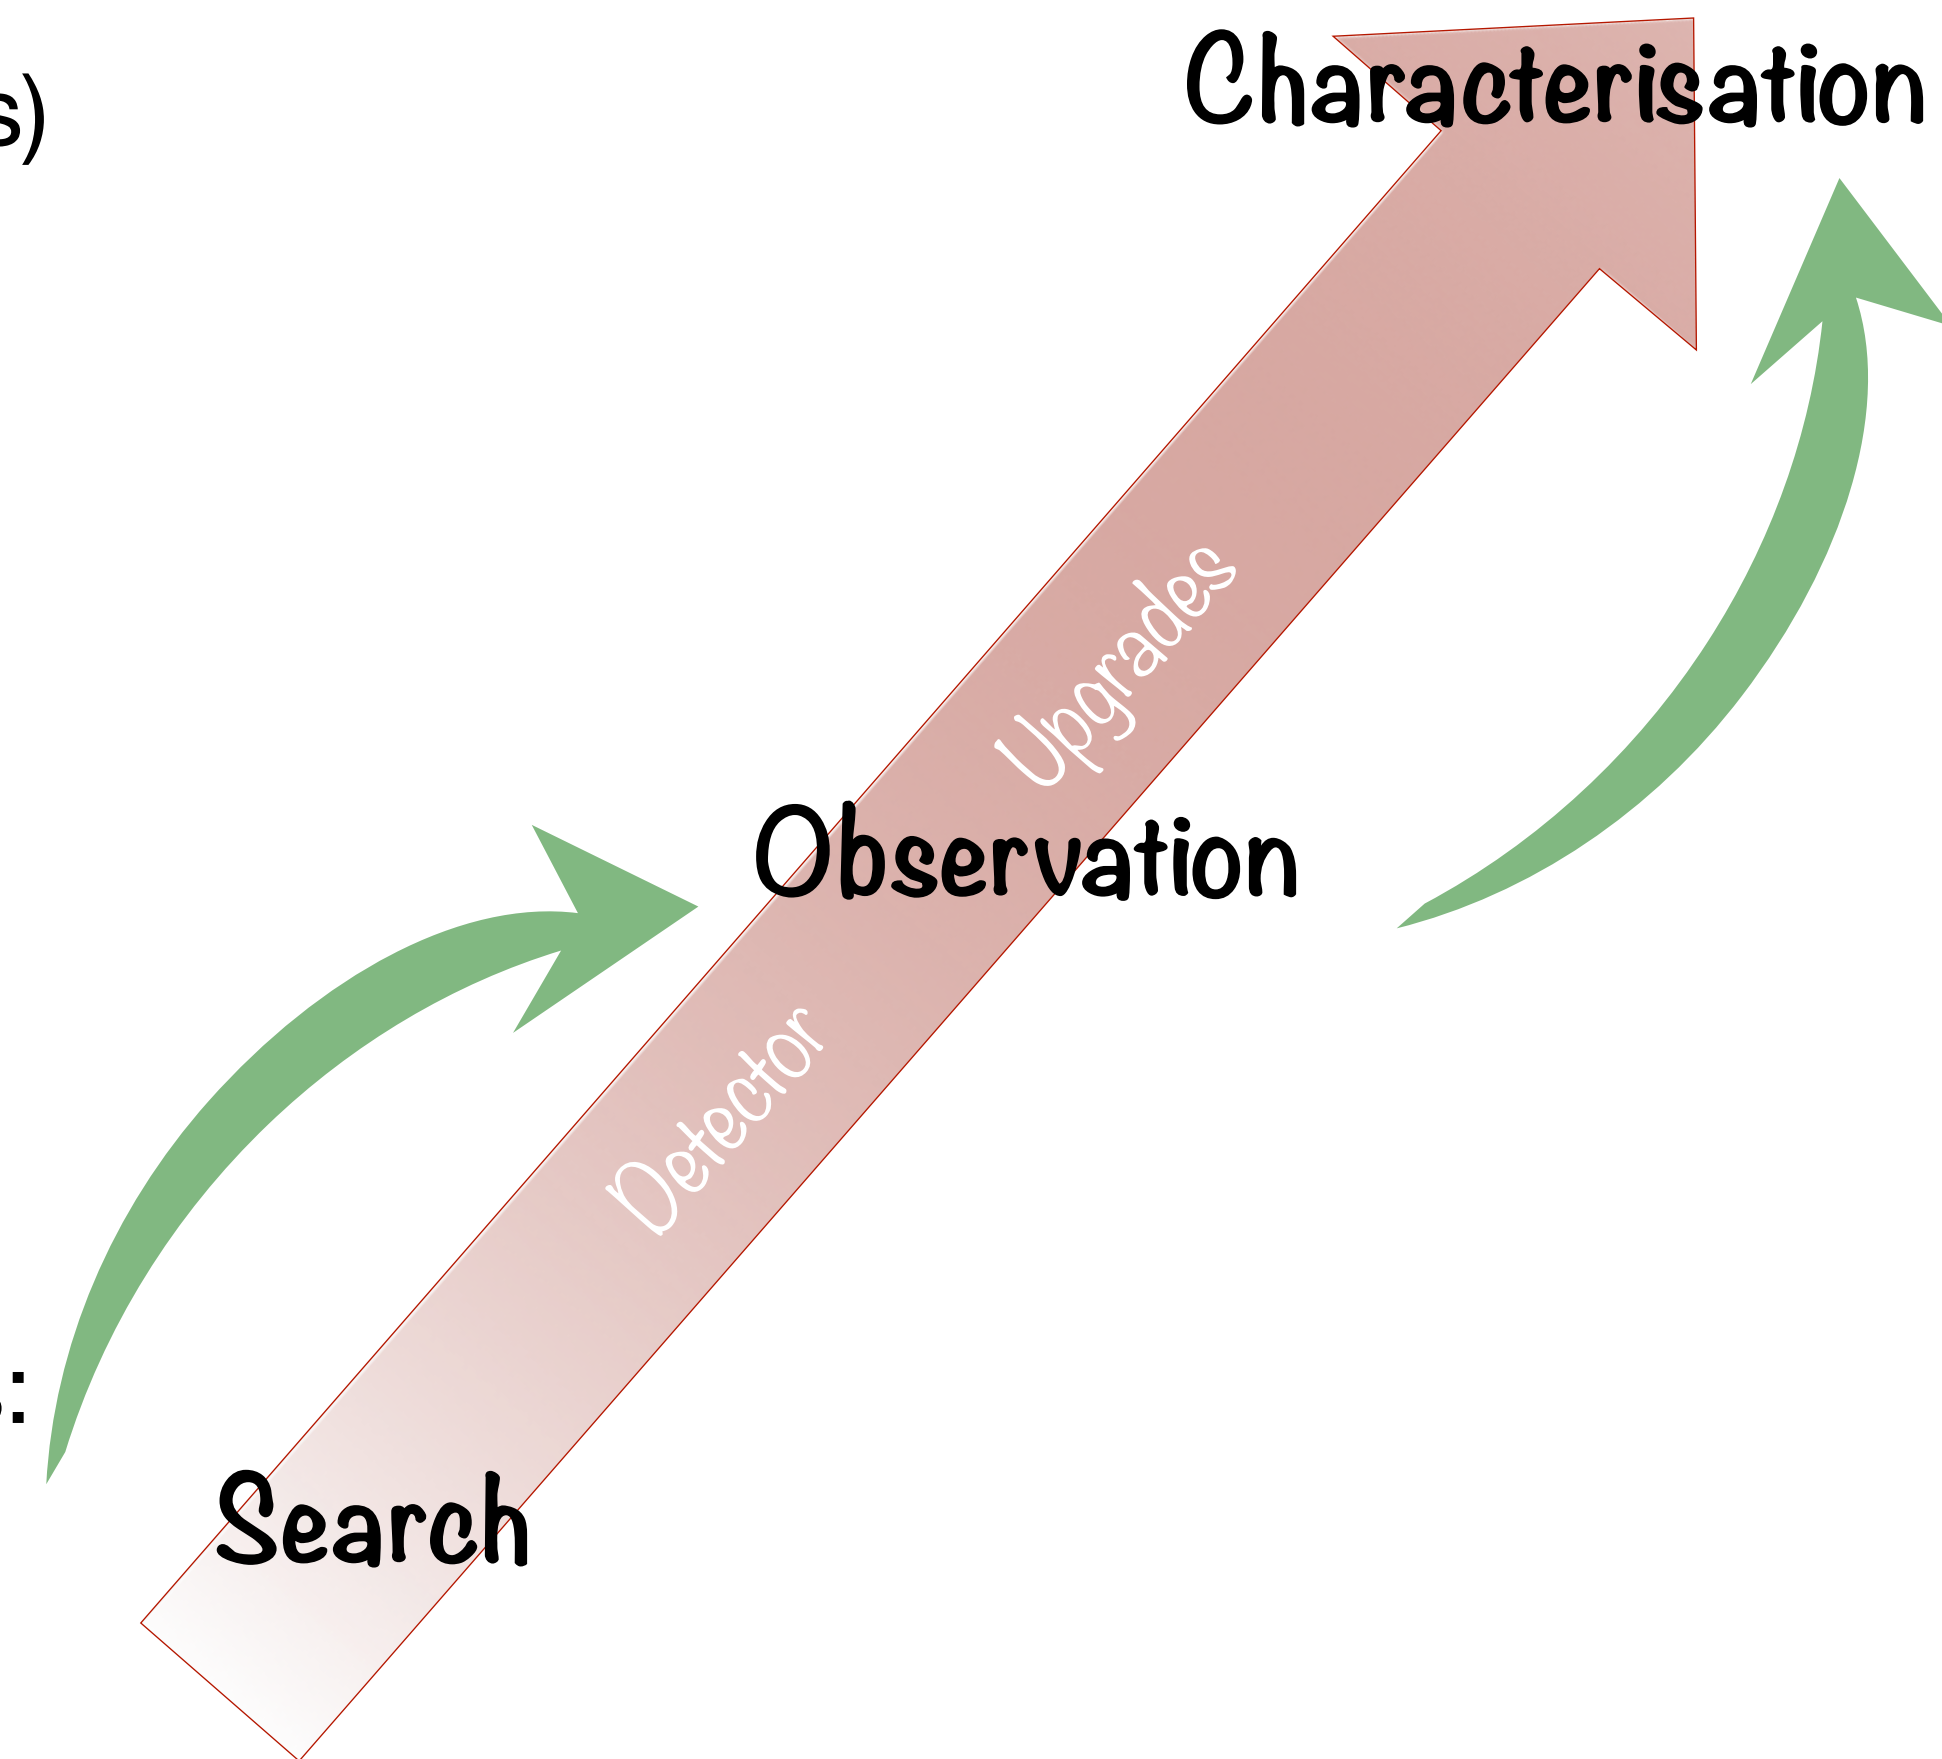 s)
Characterisation
Upgrades
Observation
Detector
:
Search